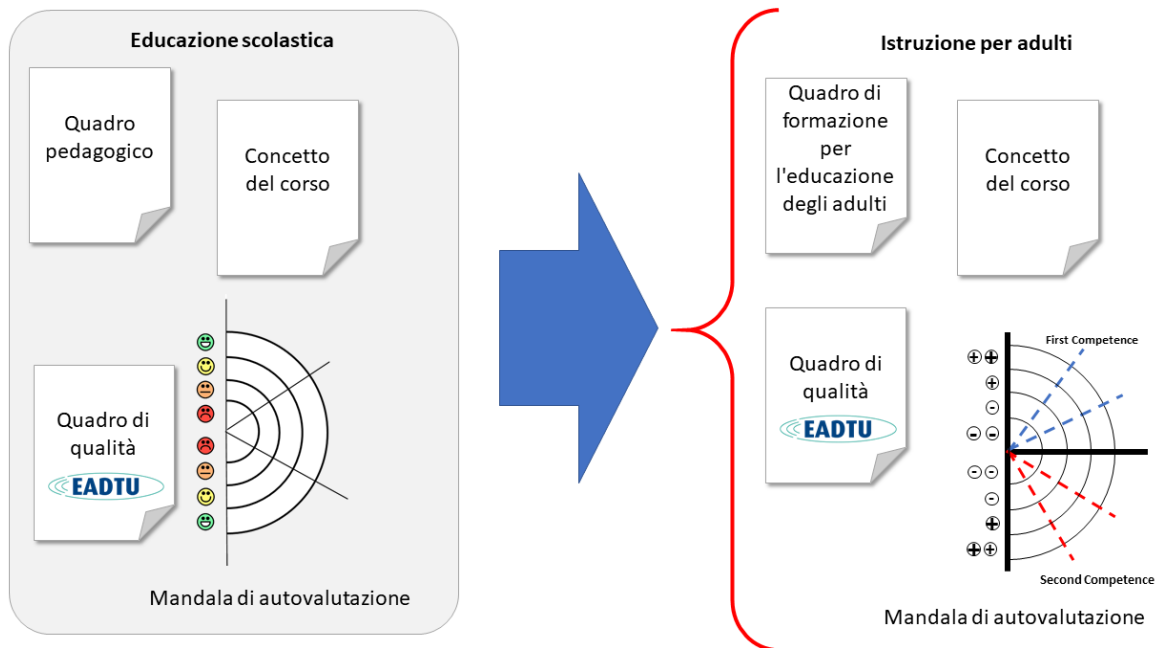 Educazione scolastica
Quadro
pedagogico
Concetto
del corso
Quadro di
qualità
EADTU
Mandala di autovalutazione
Istruzione per adulti
Quadro di
formazione
per
l'educazione
degli adulti
Concetto
del corso
Quadro di
qualità
EADTU
First Competence
Second Competence
Mandala di autovalutazione